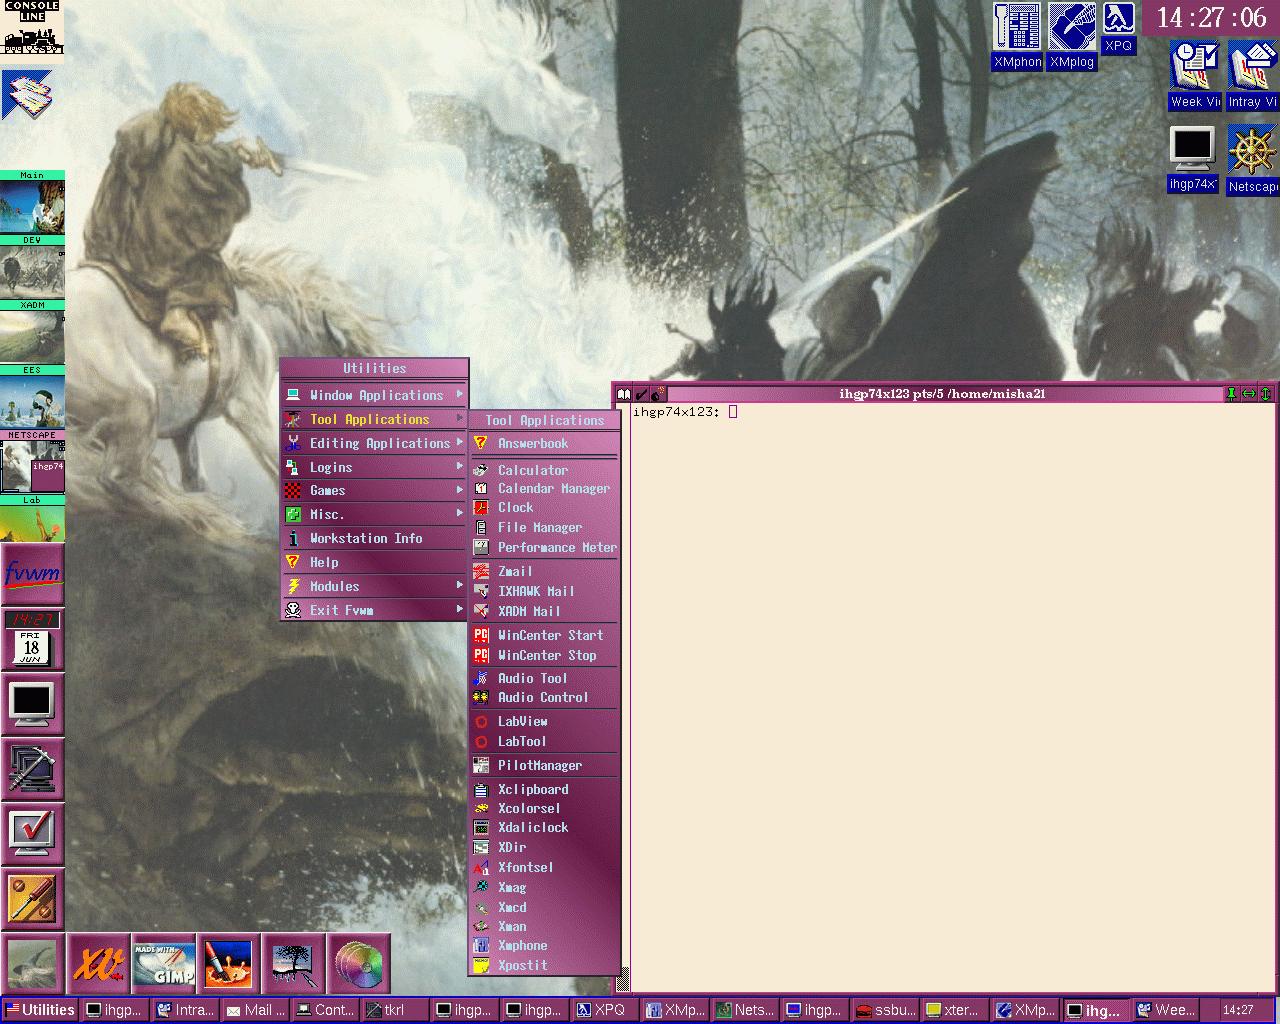 CONSOLE
LINE
XMphon
XMplog
XPQ
14:27:06
Week Vi
Intray Vi
ihgp74x
Netscap
Main
DEV
XADM
EES
NETSCAPE
ihgp74
Lab
fvwm
14:27
FRI
18
JUN
Utilities
Window Applications
Tool Applications
Editing Applications
Logins
Games
Misc.
Workstation Info
Help
Modules
Exit Fvwm
Tool Applications
Answerbook
Calculator
Calendar Manager
Clock
File Manager
Performance Meter
Zmail
IXHAWK Mail
XADM Mail
PC WinCenter Start
PC WinCenter Stop
Audio Tool
Audio Control
LabView
LabTool
PilotManager
Xclipboard
Xcolorsel
Xdaliclock
XDir
Xfontsel
Xmag
Xmcd
Xman
Xmphone
Xpostit
ihgp74x123 pts/5 /home/misha21
ihgp74x123:
xv
MADE WITH
GIMP
Utilities
ihgp...
Intra...
Mail ...
Cont...
tkrl
ihgp...
ihgp...
XPQ
XMp...
Nets...
ihgp...
ssbu...
xter...
XMp...
ihg...
Wee...
14:27